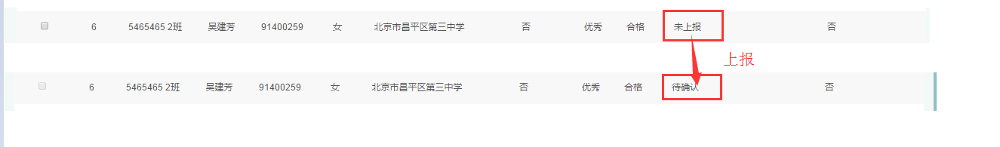 6 5465465 2班 吴建芳 91400259 女 北京市昌平区第三中学 否 优秀 合格 未上报 否
上报
6 5465465 2班 吴建芳 91400259 女 北京市昌平区第三中学 否 优秀 合格 待确认 否